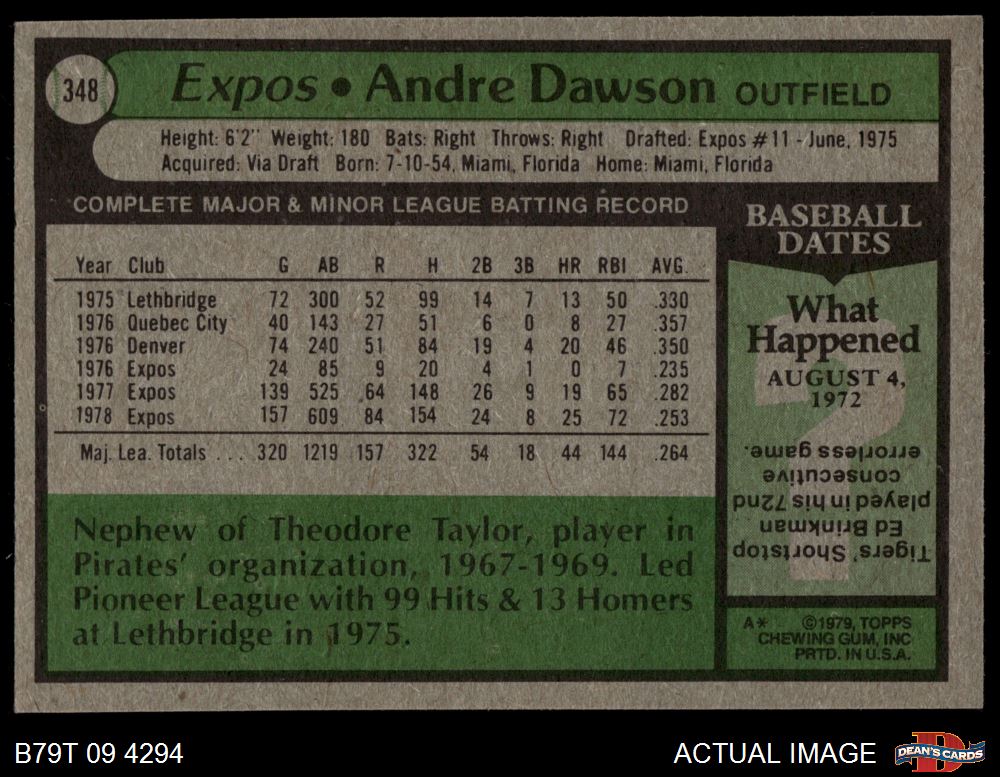 348
Expos • Andre Dawson OUTFIELD
Height: 6'2" Weight: 180 Bats: Right Throws: Right Drafted: Expos #11 - June, 1975
Acquired: Via Draft Born: 7-10-54, Miami, Florida Home: Miami, Florida
COMPLETE MAJOR & MINOR LEAGUE BATTING RECORD
Year Club G AB R H 2B 3B HR RBI AVG.
1975 Lethbridge 72 300 52 99 14 7 13 50 .330
1976 Quebec City 40 143 27 51 6 0 8 27 .357
1976 Denver 74 240 51 84 19 4 20 46 .350
1976 Expos 24 85 9 20 4 1 0 7 .235
1977 Expos 139 525 64 148 26 9 19 65 .282
1978 Expos 157 609 84 154 24 8 25 72 .253
Maj. Lea. Totals . . . 320 1219 157 322 54 18 44 144 .264
Nephew of Theodore Taylor, player in
Pirates' organization, 1967-1969. Led
Pioneer League with 99 Hits & 13 Homers
at Lethbridge in 1975.
BASEBALL
DATES
What
Happened
AUGUST 4,
1972
?
Tigers' Shortstop
Ed Brinkman
played in his 72nd
consecutive
errorless game.
A* ©1979, TOPPS
CHEWING GUM, INC
PRTD. IN U.S.A.
B79T 09 4294
ACTUAL IMAGE
D
DEAN'S CARDS